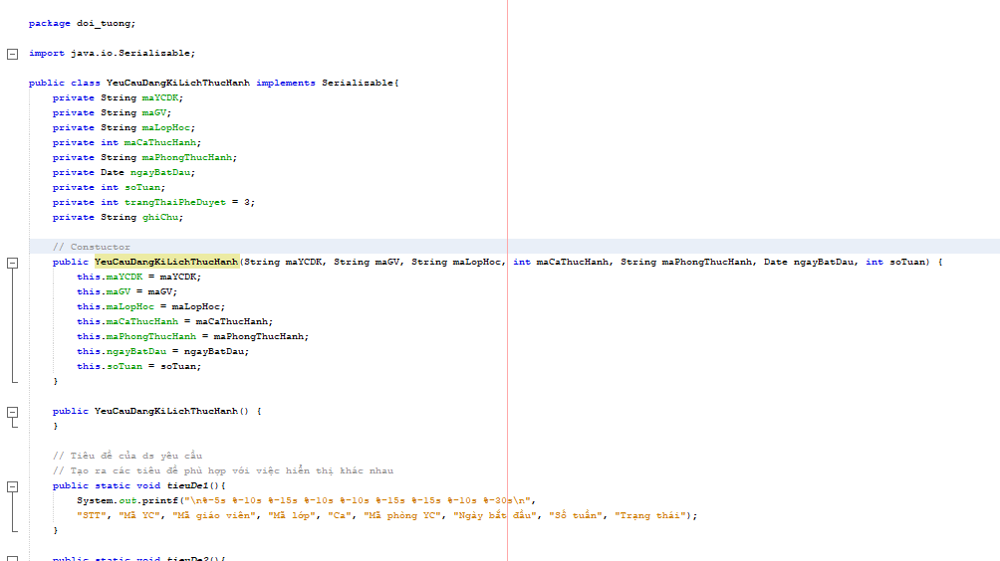 package doi_tuong;
import java.io.Serializable;
public class YeuCauDangKiLichThucHanh implements Serializable{
private String maYCDK;
private String maGV;
private String maLopHoc;
private int maCaThucHanh;
private String maPhongThucHanh;
private Date ngayBatDau;
private int soTuan;
private int trangThaiPheDuyet = 3;
private String ghiChu;
// Constuctor
public YeuCauDangKiLichThucHanh(String maYCDK, String maGV, String maLopHoc, int maCaThucHanh, String maPhongThucHanh, Date ngayBatDau, int soTuan) {
this.maYCDK = maYCDK;
this.maGV = maGV;
this.maLopHoc = maLopHoc;
this.maCaThucHanh = maCaThucHanh;
this.maPhongThucHanh = maPhongThucHanh;
this.ngayBatDau = ngayBatDau;
this.soTuan = soTuan;
}
public YeuCauDangKiLichThucHanh() {
}
// Tiêu đề của ds yêu cầu
// Tạo ra các tiêu đề phù hợp với việc hiển thị khác nhau
public static void tieuDe1(){
System.out.printf("\n%-5s %-10s %-15s %-10s %-10s %-15s %-15s %-10s %-20s\n",
"STT", "Mã YC", "Mã giáo viên", "Mã lớp", "Ca", "Mã phòng YC", "Ngày bắt đầu", "Số tuần", "Trạng thái");
}
public static void tieuDe2(){